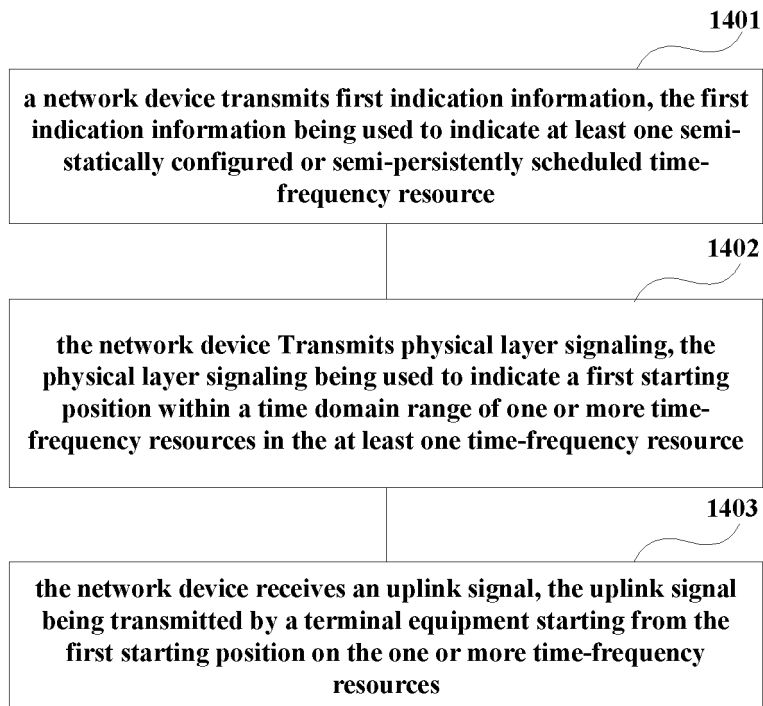 1401
a network device transmits first indication information, the first
indication information being used to indicate at least one semi-
statically configured or semi-persistently scheduled time-
frequency resource
1402
the network device Transmits physical layer signaling, the
physical layer signaling being used to indicate a first starting
position within a time domain range of one or more time-
frequency resources in the at least one time-frequency resource
1403
the network device receives an uplink signal, the uplink signal
being transmitted by a terminal equipment starting from the
first starting position on the one or more time-frequency
resources